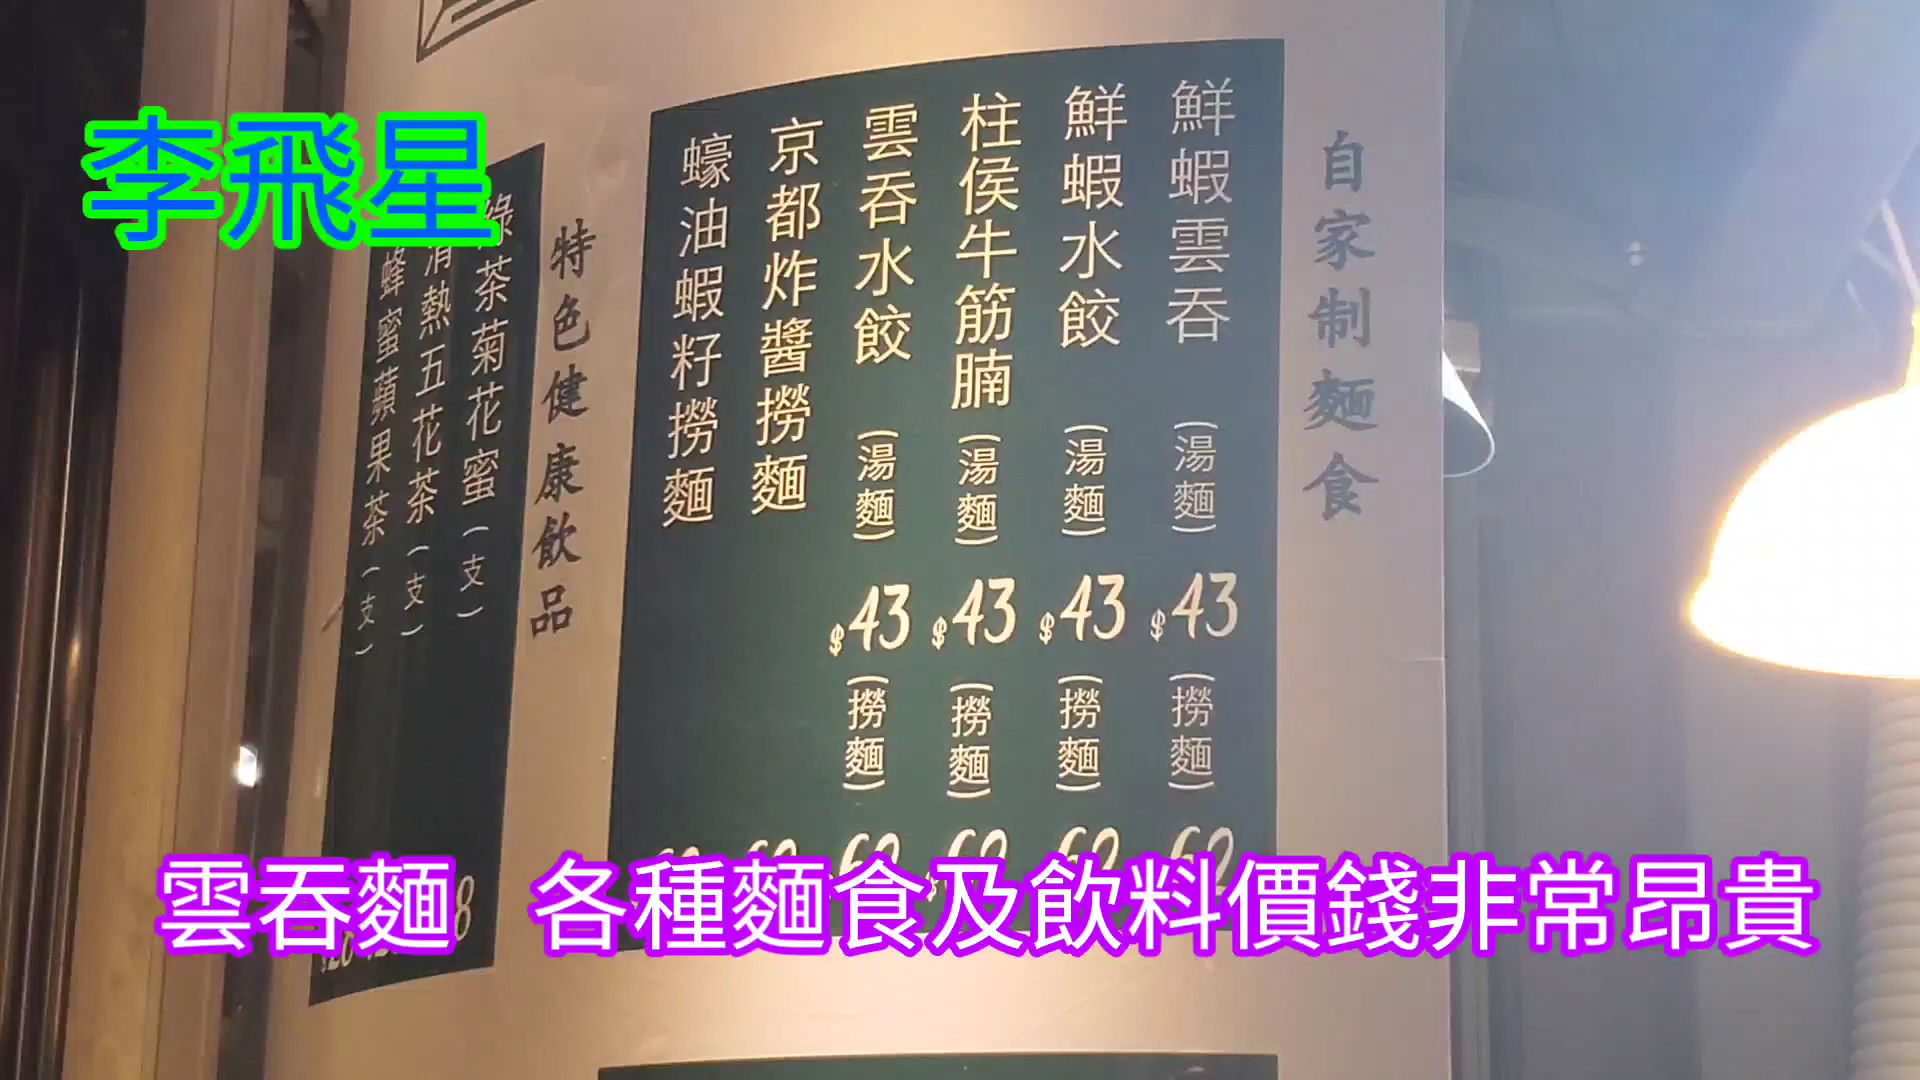 李飛星
自家制麵食
鮮蝦雲吞(湯麵)$43(撈麵)62
鮮蝦水餃(湯麵)$43(撈麵)62
柱侯牛筋腩(湯麵)$43(撈麵)62
雲吞水餃(湯麵)$43(撈麵)62
京都炸醬撈麵
蠔油蝦籽撈麵
特色健康飲品
綠茶菊花蜜(支)
清熱五花茶(支)
蜂蜜蘋果茶(支)
雲吞麵 各種麵食及飲料價錢非常昂貴